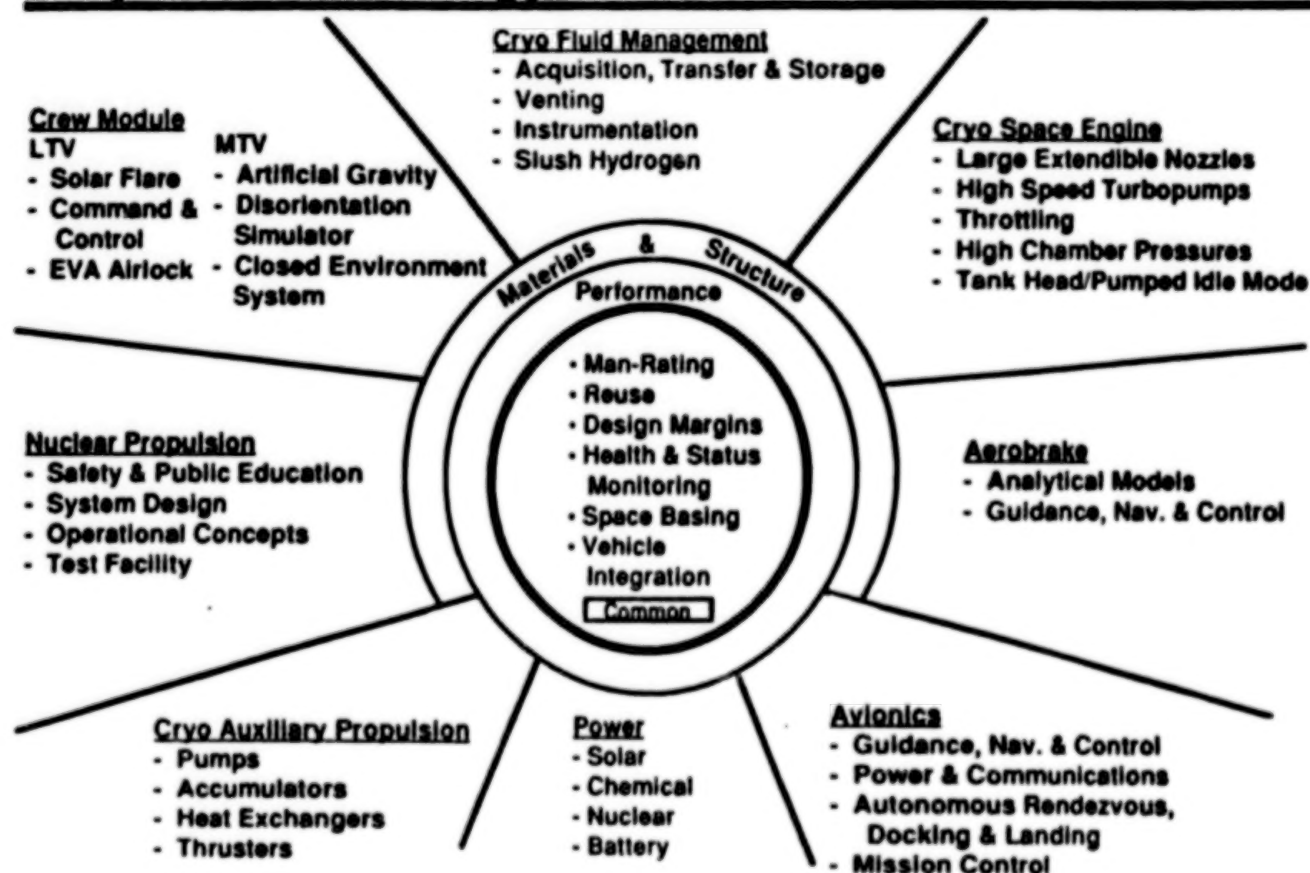 Cryo Fluid Management
- Acquisition, Transfer & Storage
- Venting
- Instrumentation
- Slush Hydrogen
Crew Module
LTV
- Solar Flare
- Command &
Control
- EVA Airlock
MTV
- Artificial Gravity
- Disorientation
Simulator
- Closed Environment
System
Cryo Space Engine
- Large Extendible Nozzles
- High Speed Turbopumps
- Throttling
- High Chamber Pressures
- Tank Head/Pumped Idle Mode
Materials & Structure
Performance
• Man-Rating
• Reuse
• Design Margins
• Health & Status
Monitoring
• Space Basing
• Vehicle
Integration
Common
Nuclear Propulsion
- Safety & Public Education
- System Design
- Operational Concepts
- Test Facility
Aerobrake
- Analytical Models
- Guidance, Nav. & Control
Cryo Auxiliary Propulsion
- Pumps
- Accumulators
- Heat Exchangers
- Thrusters
Power
- Solar
- Chemical
- Nuclear
- Battery
Avionics
- Guidance, Nav. & Control
- Power & Communications
- Autonomous Rendezvous,
Docking & Landing
- Mission Control